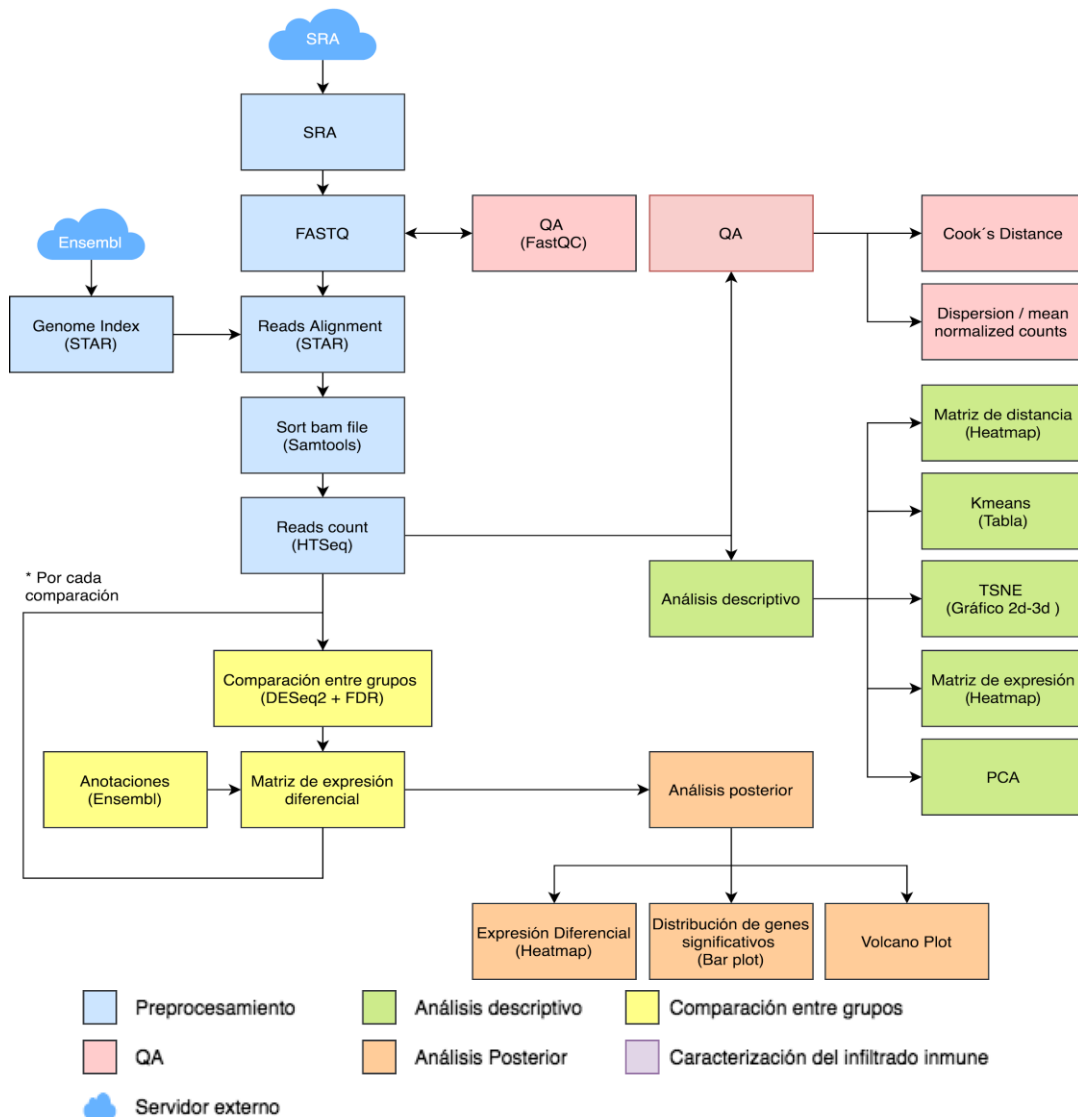 SRA
SRA
FASTQ
QA
(FastQC)
QA
Cook´s Distance
Ensembl
Genome Index
(STAR)
Reads Alignment
(STAR)
Dispersion / mean
normalized counts
Sort bam file
(Samtools)
Matriz de distancia
(Heatmap)
Reads count
(HTSeq)
Kmeans
(Tabla)
* Por cada
comparación
Análisis descriptivo
TSNE
(Gráfico 2d-3d )
Comparación entre grupos
(DESeq2 + FDR)
Matriz de expresión
(Heatmap)
Anotaciones
(Ensembl)
Matriz de expresión
diferencial
Análisis posterior
PCA
Expresión Diferencial
(Heatmap)
Distribución de genes
significativos
(Bar plot)
Volcano Plot
Preprocesamiento
Análisis descriptivo
Comparación entre grupos
QA
Análisis Posterior
Caracterización del infiltrado inmune
Servidor externo